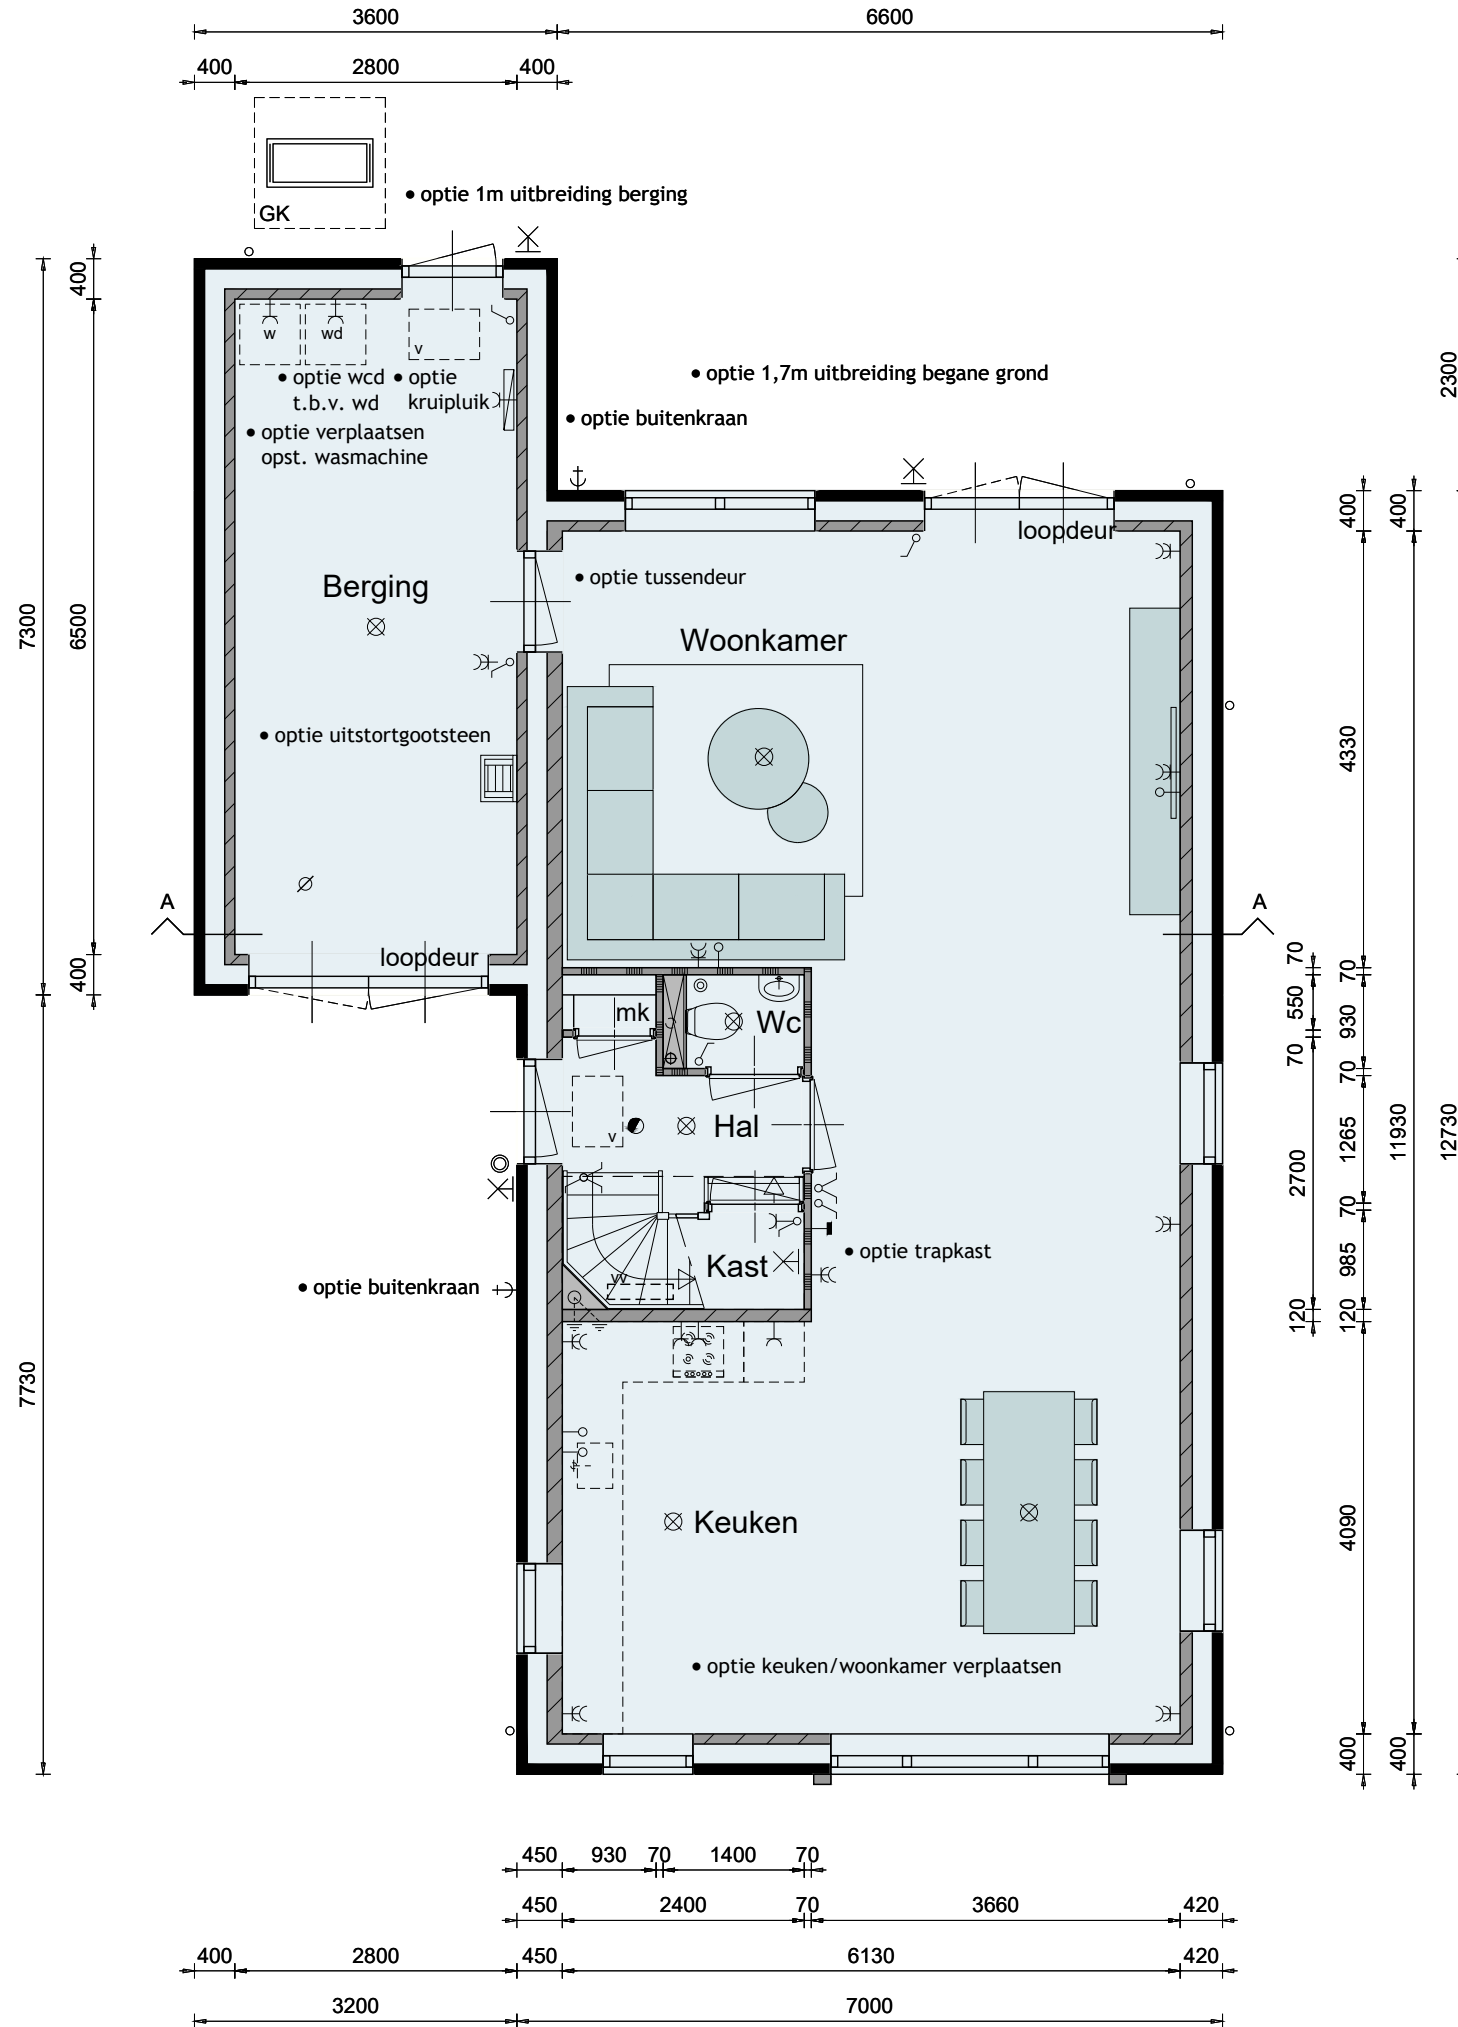 3600 6600
400 2800 400
GK
• optie 1m uitbreiding berging
w wd v
• optie wcd
t.b.v. wd
• optie
kruipluik
• optie verplaatsen
opst. wasmachine
• optie 1,7m uitbreiding begane grond
• optie buitenkraan
loopdeur
Berging
• optie tussendeur
Woonkamer
• optie uitstortgootsteen
A A
loopdeur
mk
Wc
Hal
v
Kast
vv
• optie trapkast
• optie buitenkraan
Keuken
• optie keuken/woonkamer verplaatsen
7300
7730
400
6500
400
70
550
70
2700
120
400
4330
70
930
70
1265
70
985
120
4090
400
400
11930
400
2300
12730
450 930 70 1400 70
450 2400 70 3660 420
400 2800 450 6130 420
3200 7000